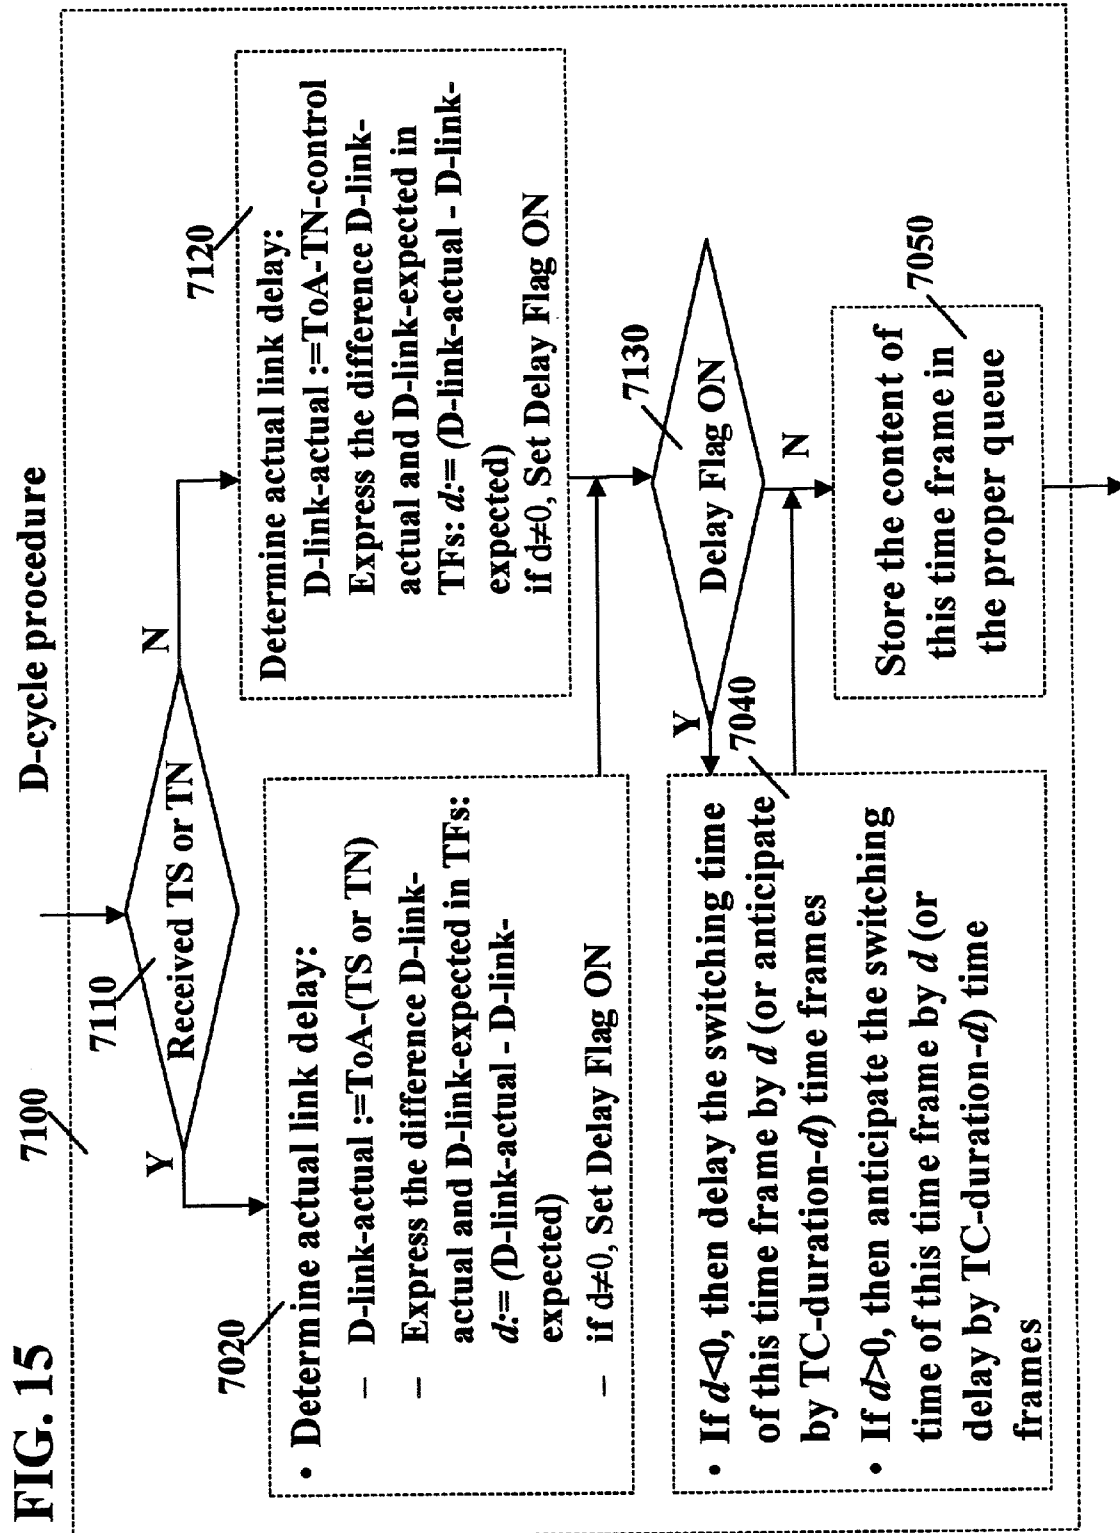 FIG. 15
D-cycle procedure
7100
7110
Received TS or TN
Y
N
7020
• Determine actual link delay:
– D-link-actual :=ToA-(TS or TN)
– Express the difference D-link-
actual and D-link-expected in TFs:
d:= (D-link-actual - D-link-
expected)
– if d≠0, Set Delay Flag ON
7120
Determine actual link delay:
D-link-actual :=ToA-TN-control
Express the difference D-link-
actual and D-link-expected in
TFs: d:= (D-link-actual - D-link-
expected)
if d≠0, Set Delay Flag ON
7130
Delay Flag ON
Y
N
7040
• If d<0, then delay the switching time
of this time frame by d (or anticipate
by TC-duration-d) time frames
• If d>0, then anticipate the switching
time of this time frame by d (or
delay by TC-duration-d) time
frames
7050
Store the content of
this time frame in
the proper queue